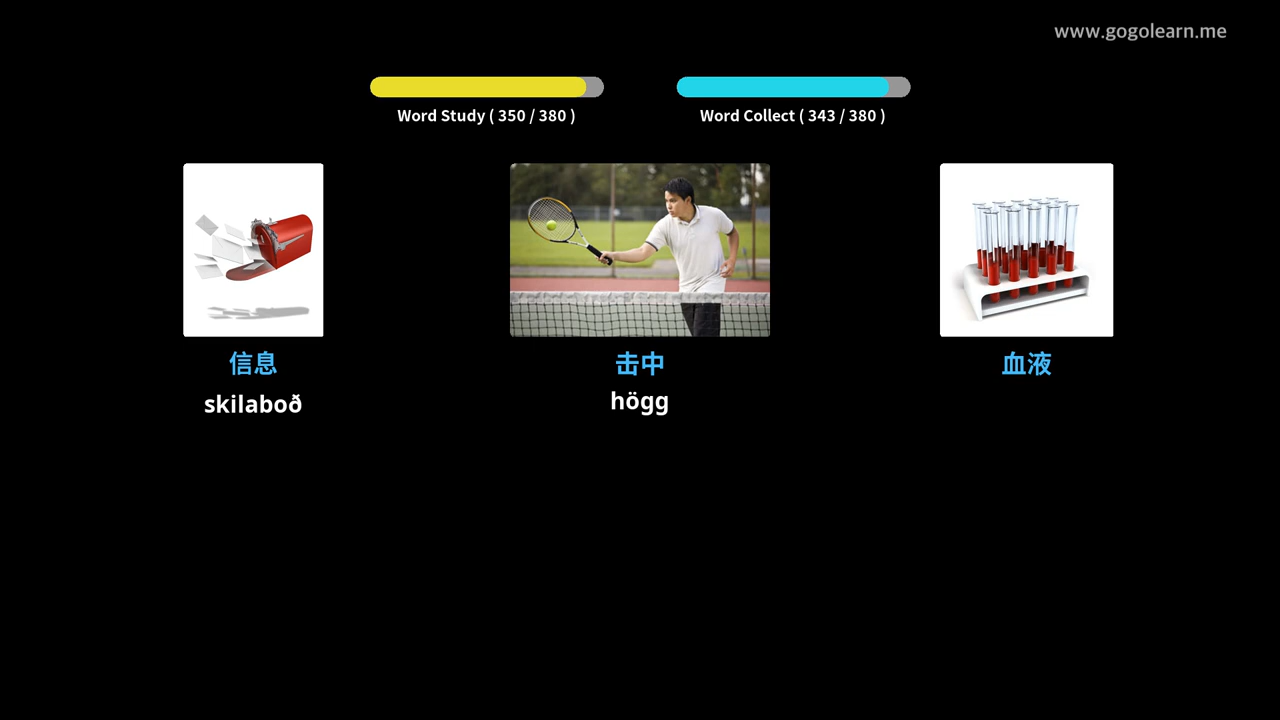 www.gogolearn.me
Word Study ( 350 / 380 )
Word Collect ( 343 / 380 )
信息
击中
血液
skilaboð
högg